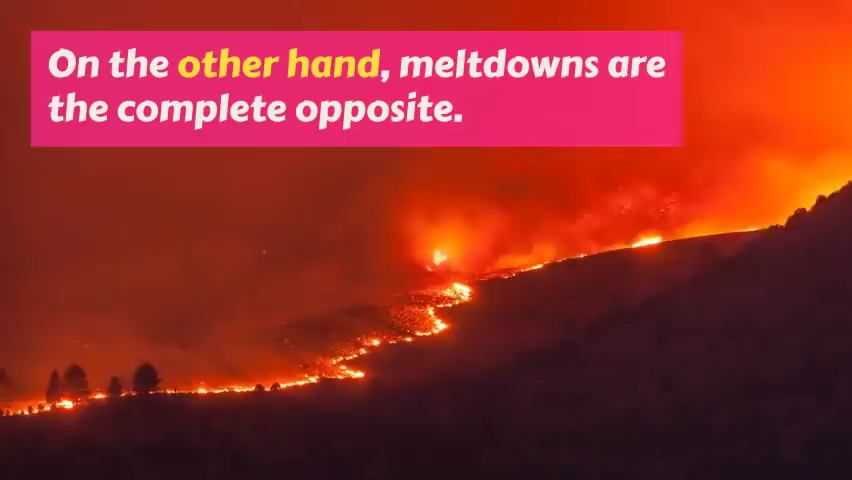 On the other hand, meltdowns are
the complete opposite.